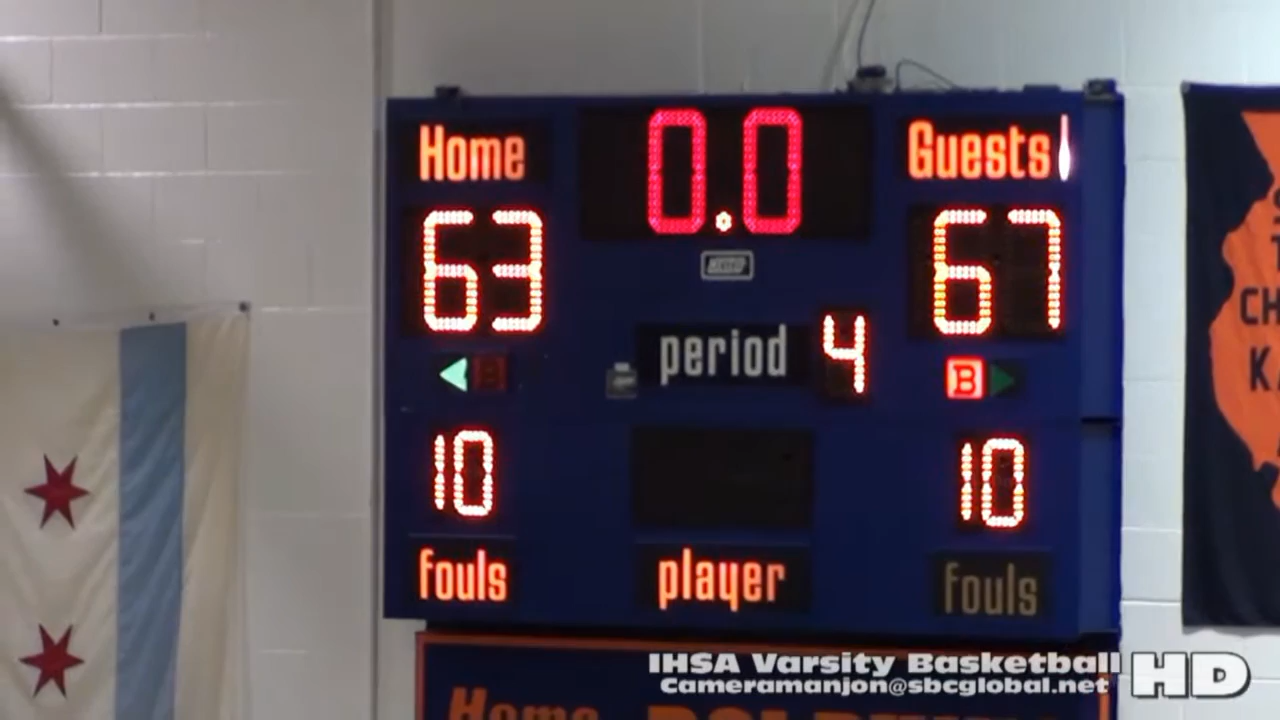 Home
0.0
Guests
63
67
period 4
B
B
10
10
fouls
player
fouls
CH
K
IHSA Varsity Basketball HD
Cameramanjon@sbcglobal.net
Home